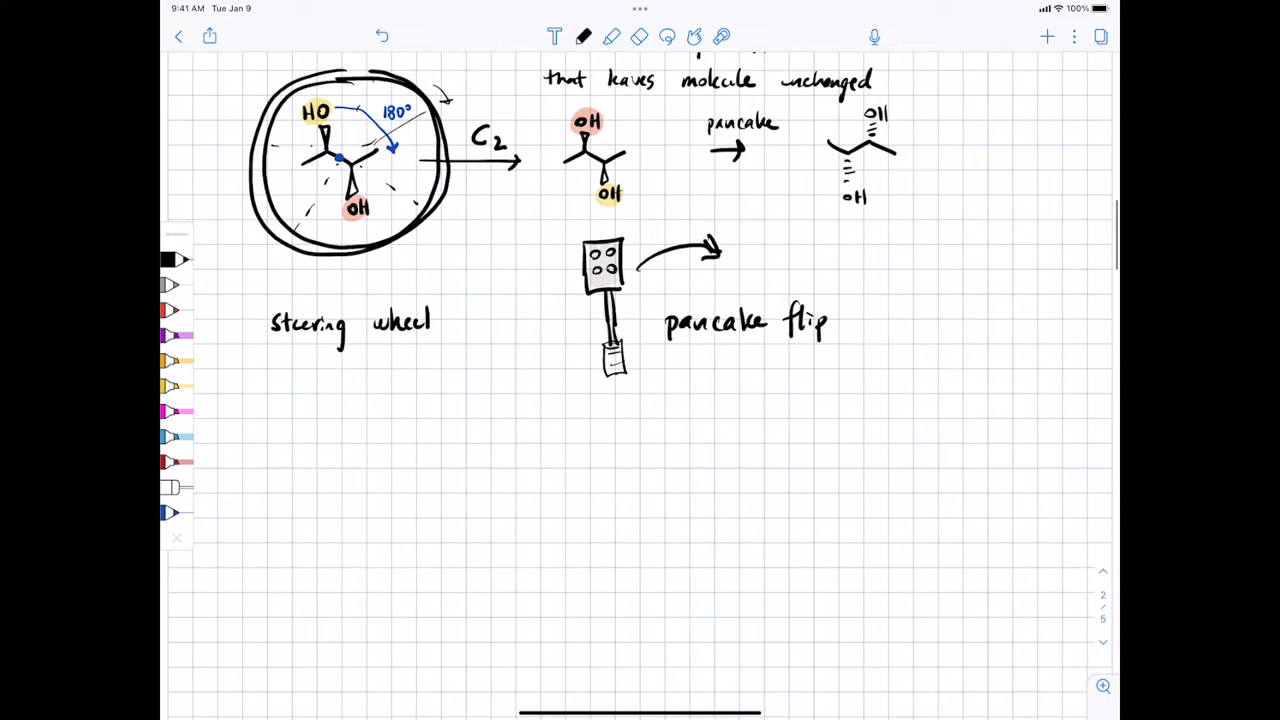 9:41 AM Tue Jan 9
100%
that leaves molecule unchanged
HO
180°
OH
C2
OH
OH
pancake
OH
OH
steering wheel
pancake flip
2
/
5